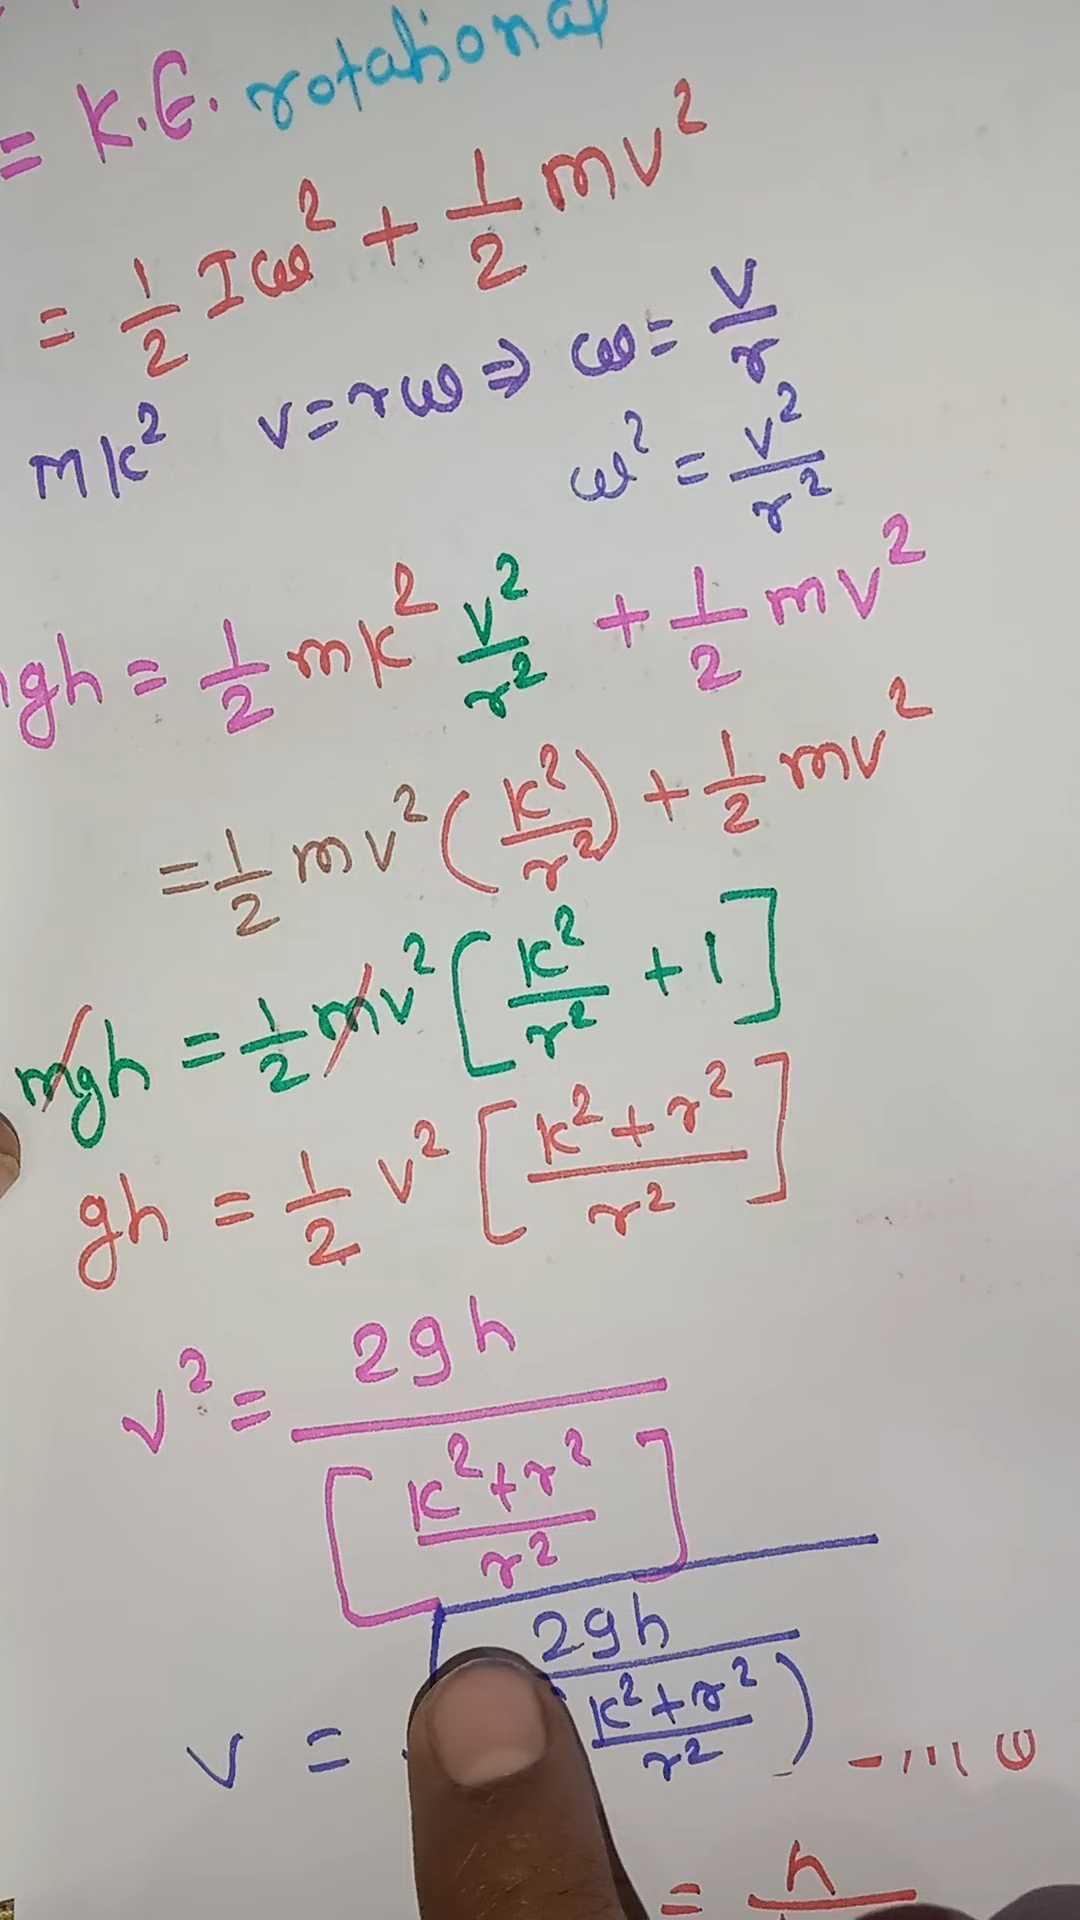 = K.E. rotational
= 1/2 Iω² + 1/2 mv²
mk² v=rω ⇒ ω= v/r
ω² = v²/r²
gh = 1/2 mk² v²/r² + 1/2 mv²
= 1/2 mv² (k²/r²) + 1/2 mv²
mgh = 1/2 mv² [k²/r² + 1]
gh = 1/2 v² [(k²+r²)/r²]
v² = 2gh/[(k²+r²)/r²]
v = √(2gh/((k²+r²)/r²))
= h